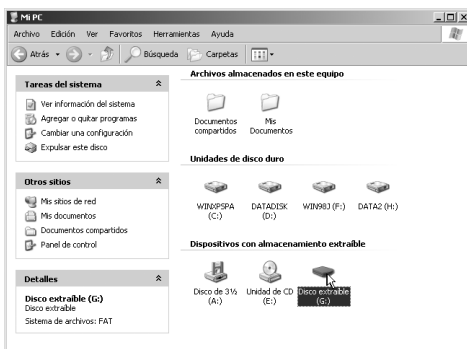 Mi PC
Archivo Edición Ver Favoritos Herramientas Ayuda
Atrás Búsqueda Carpetas
Tareas del sistema
Ver información del sistema
Agregar o quitar programas
Cambiar una configuración
Expulsar este disco
Otros sitios
Mis sitios de red
Mis documentos
Documentos compartidos
Panel de control
Detalles
Disco extraíble (G:)
Disco extraíble
Sistema de archivos: FAT
Archivos almacenados en este equipo
Documentos compartidos
Mis Documentos
Unidades de disco duro
WINXPSPA (C:)
DATADISK (D:)
WIN98J (F:)
DATA2 (H:)
Dispositivos con almacenamiento extraíble
Disco de 3½ (A:)
Unidad de CD (E:)
Disco extraíble (G:)